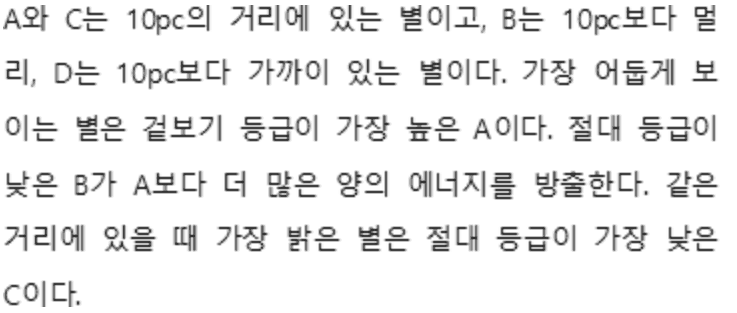 A와 C는 10pc의 거리에 있는 별이고, B는 10pc보다 멀
리, D는 10pc보다 가까이 있는 별이다. 가장 어둡게 보
이는 별은 겉보기 등급이 가장 높은 A이다. 절대 등급이
낮은 B가 A보다 더 많은 양의 에너지를 방출한다. 같은
거리에 있을 때 가장 밝은 별은 절대 등급이 가장 낮은
C이다.